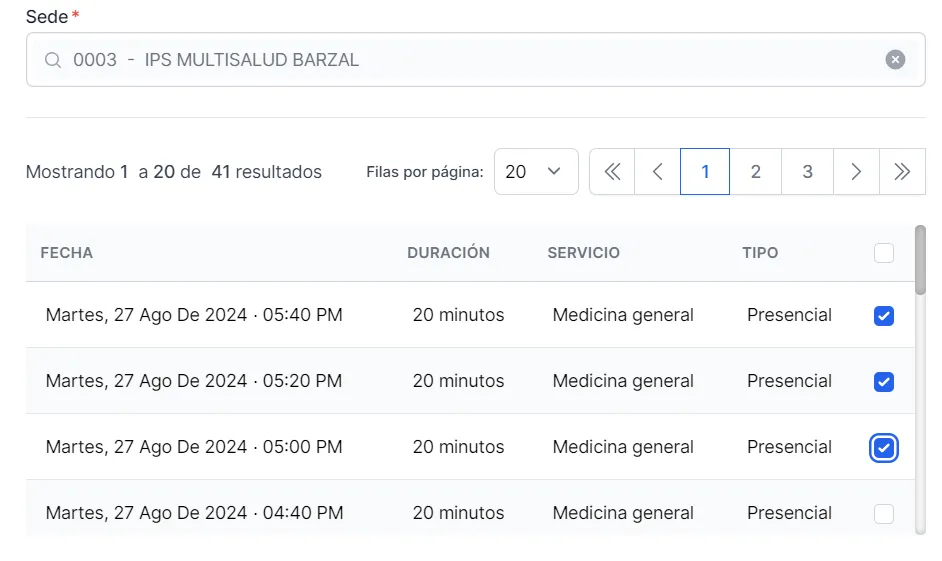 Sede*
0003 - IPS MULTISALUD BARZAL
Mostrando 1 a 20 de 41 resultados Filas por página: 20 1 2 3
FECHA DURACIÓN SERVICIO TIPO
Martes, 27 Ago De 2024 · 05:40 PM 20 minutos Medicina general Presencial
Martes, 27 Ago De 2024 · 05:20 PM 20 minutos Medicina general Presencial
Martes, 27 Ago De 2024 · 05:00 PM 20 minutos Medicina general Presencial
Martes, 27 Ago De 2024 · 04:40 PM 20 minutos Medicina general Presencial